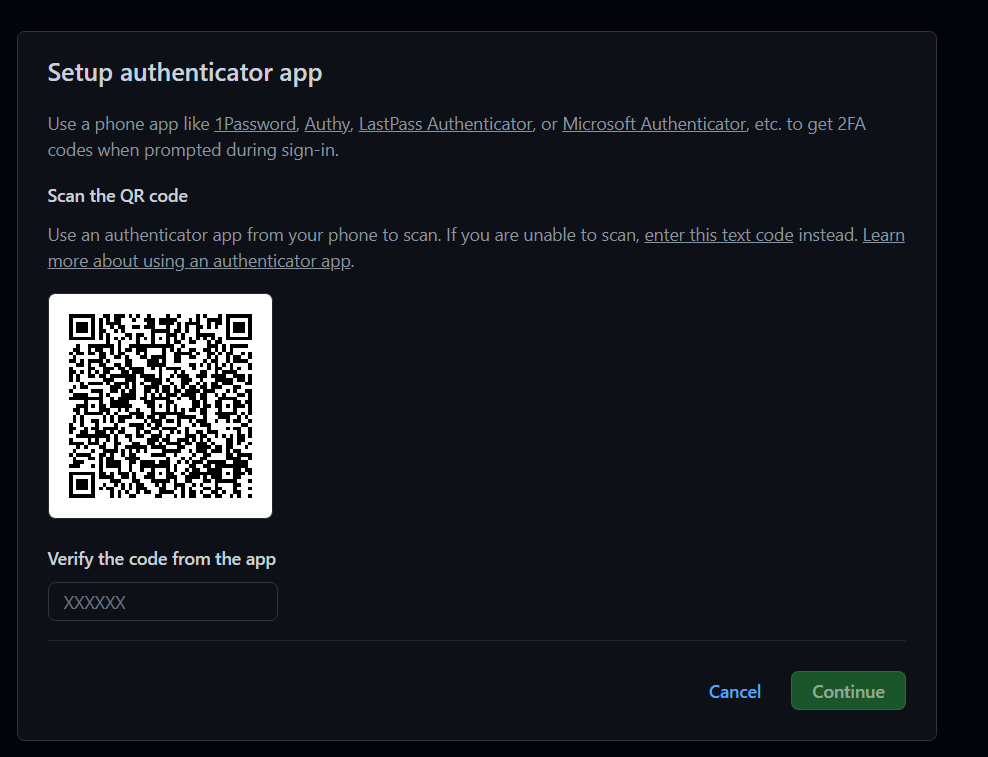 Setup authenticator app
Use a phone app like 1Password, Authy, LastPass Authenticator, or Microsoft Authenticator, etc. to get 2FA
codes when prompted during sign-in.
Scan the QR code
Use an authenticator app from your phone to scan. If you are unable to scan, enter this text code instead. Learn
more about using an authenticator app.
Verify the code from the app
XXXXXX
Cancel
Continue